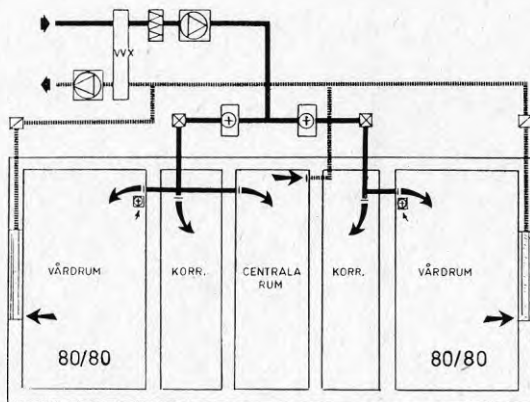 VVX
VÅRDRUM
KORR.
CENTRALA
RUM
KORR.
VÅRDRUM
80/80
80/80